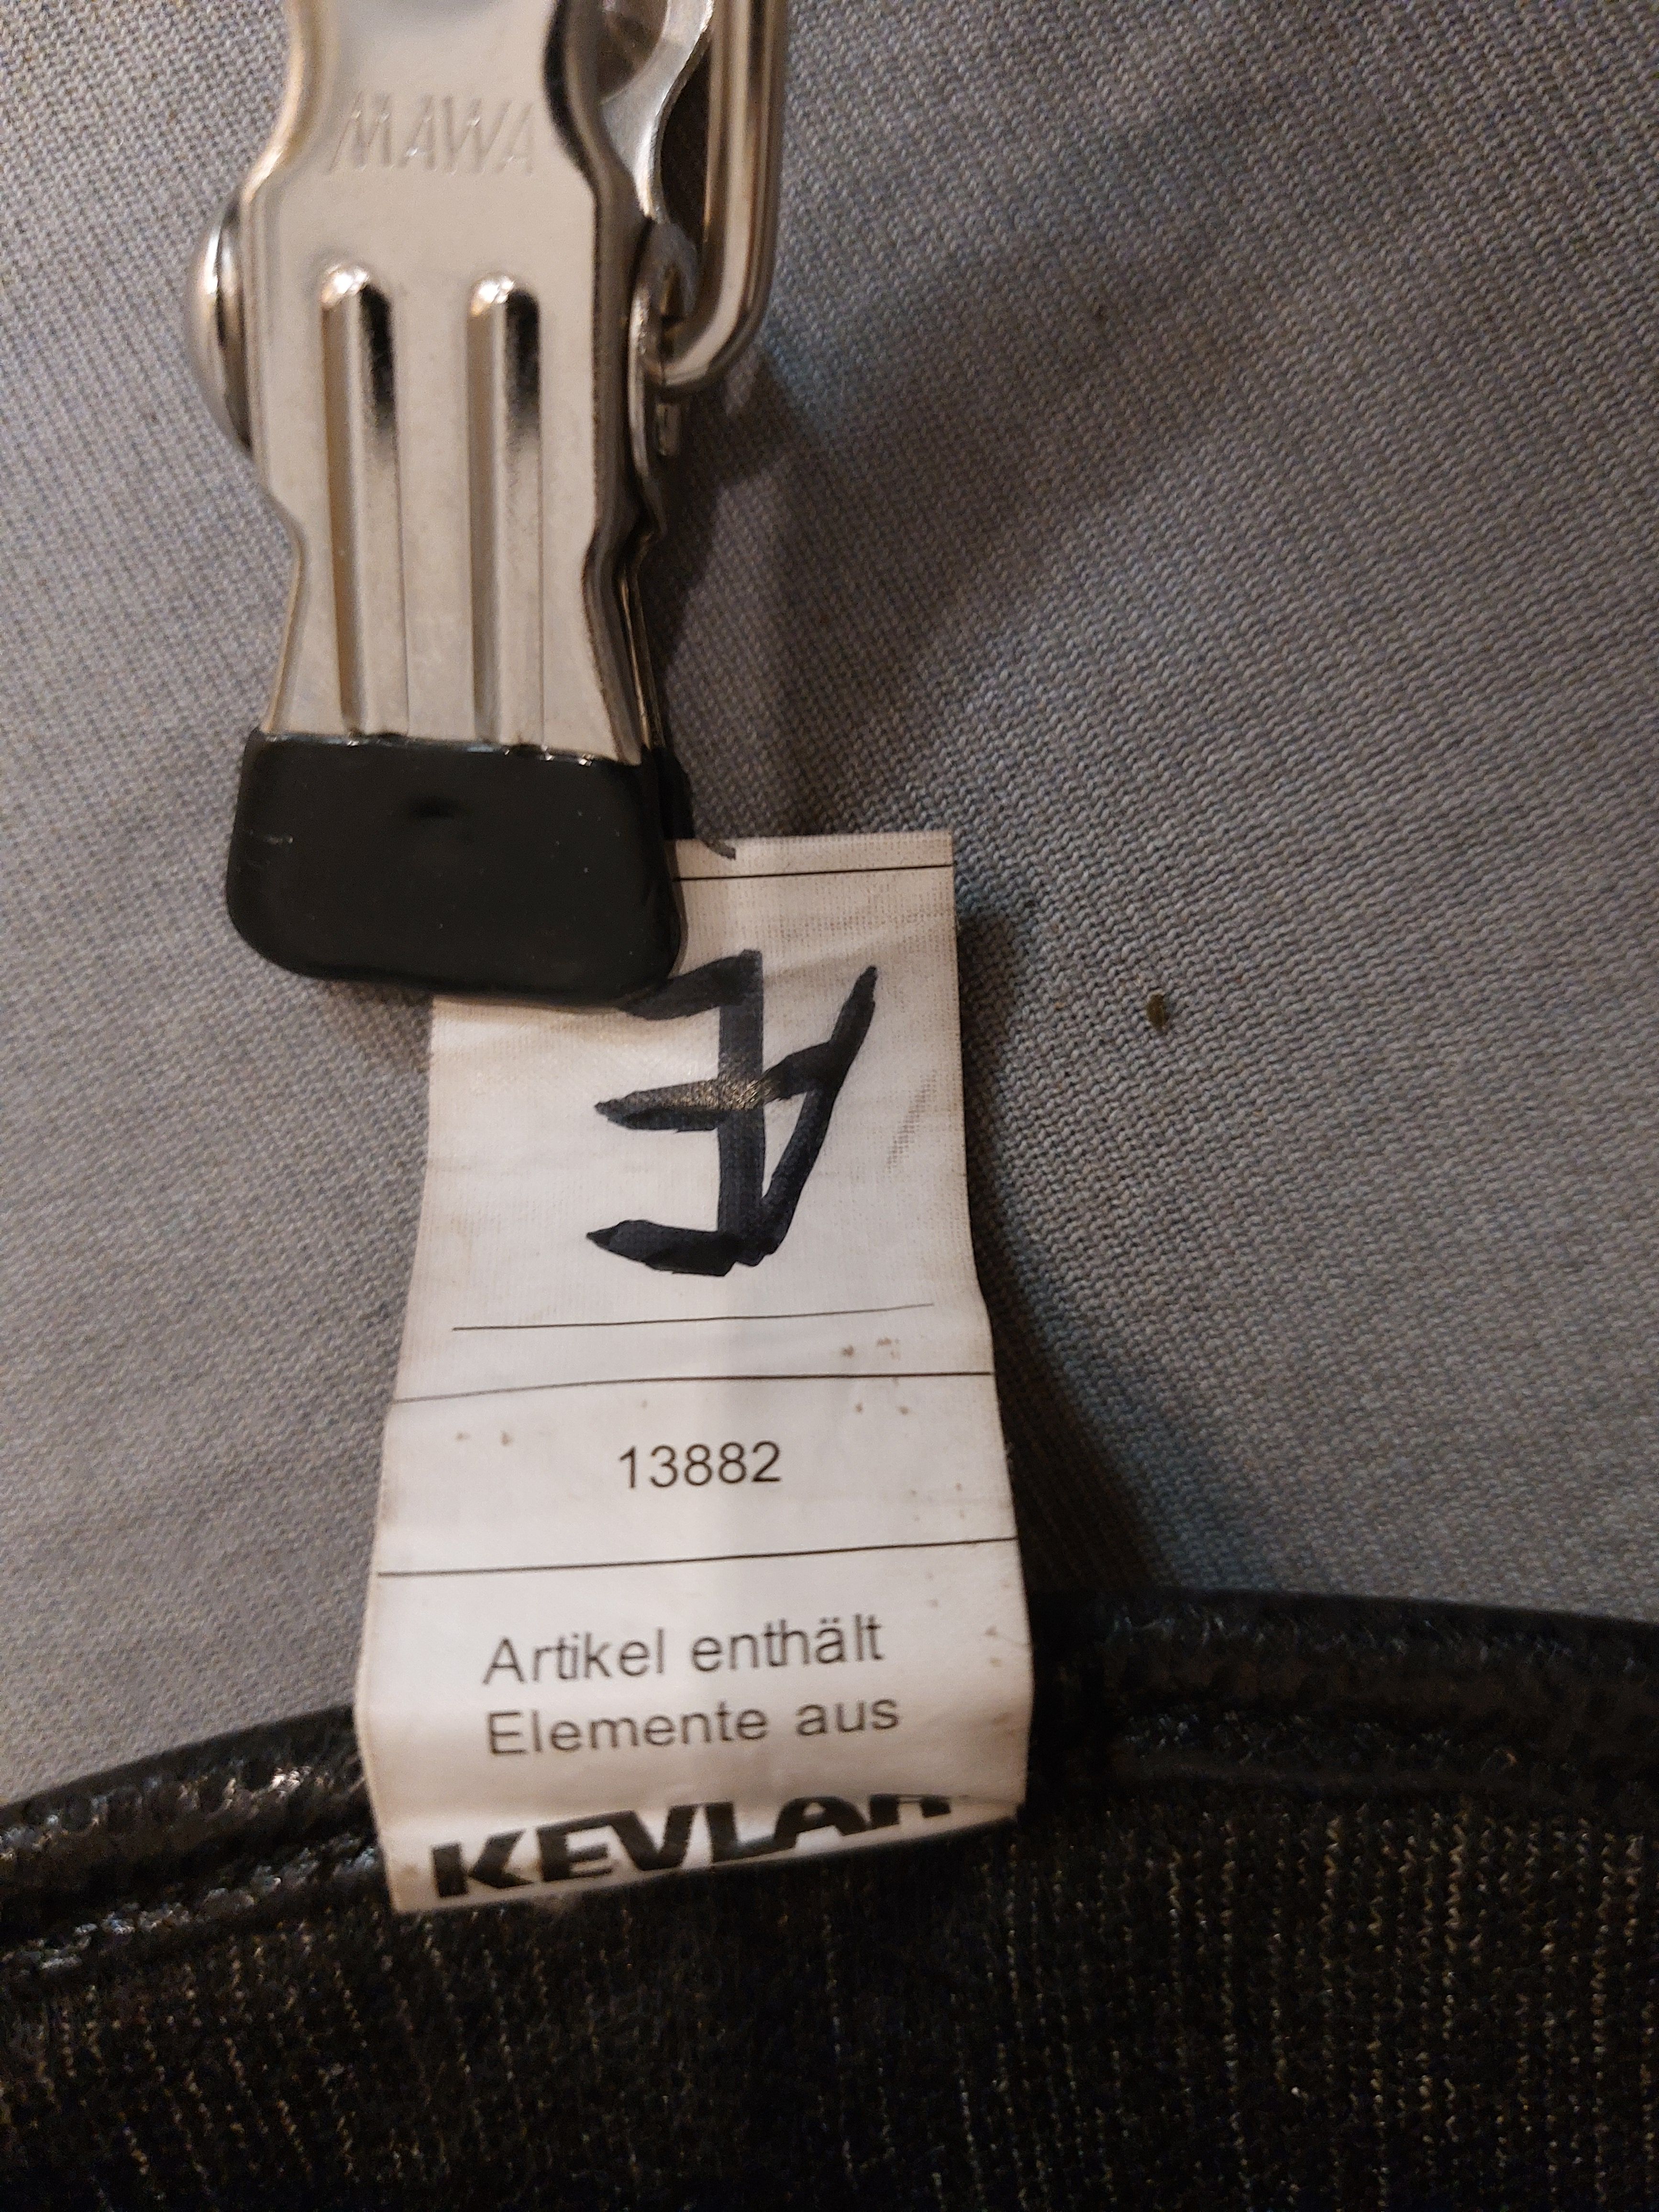 MAWA
13882
Artikel enthält
Elemente aus
KEVLAR